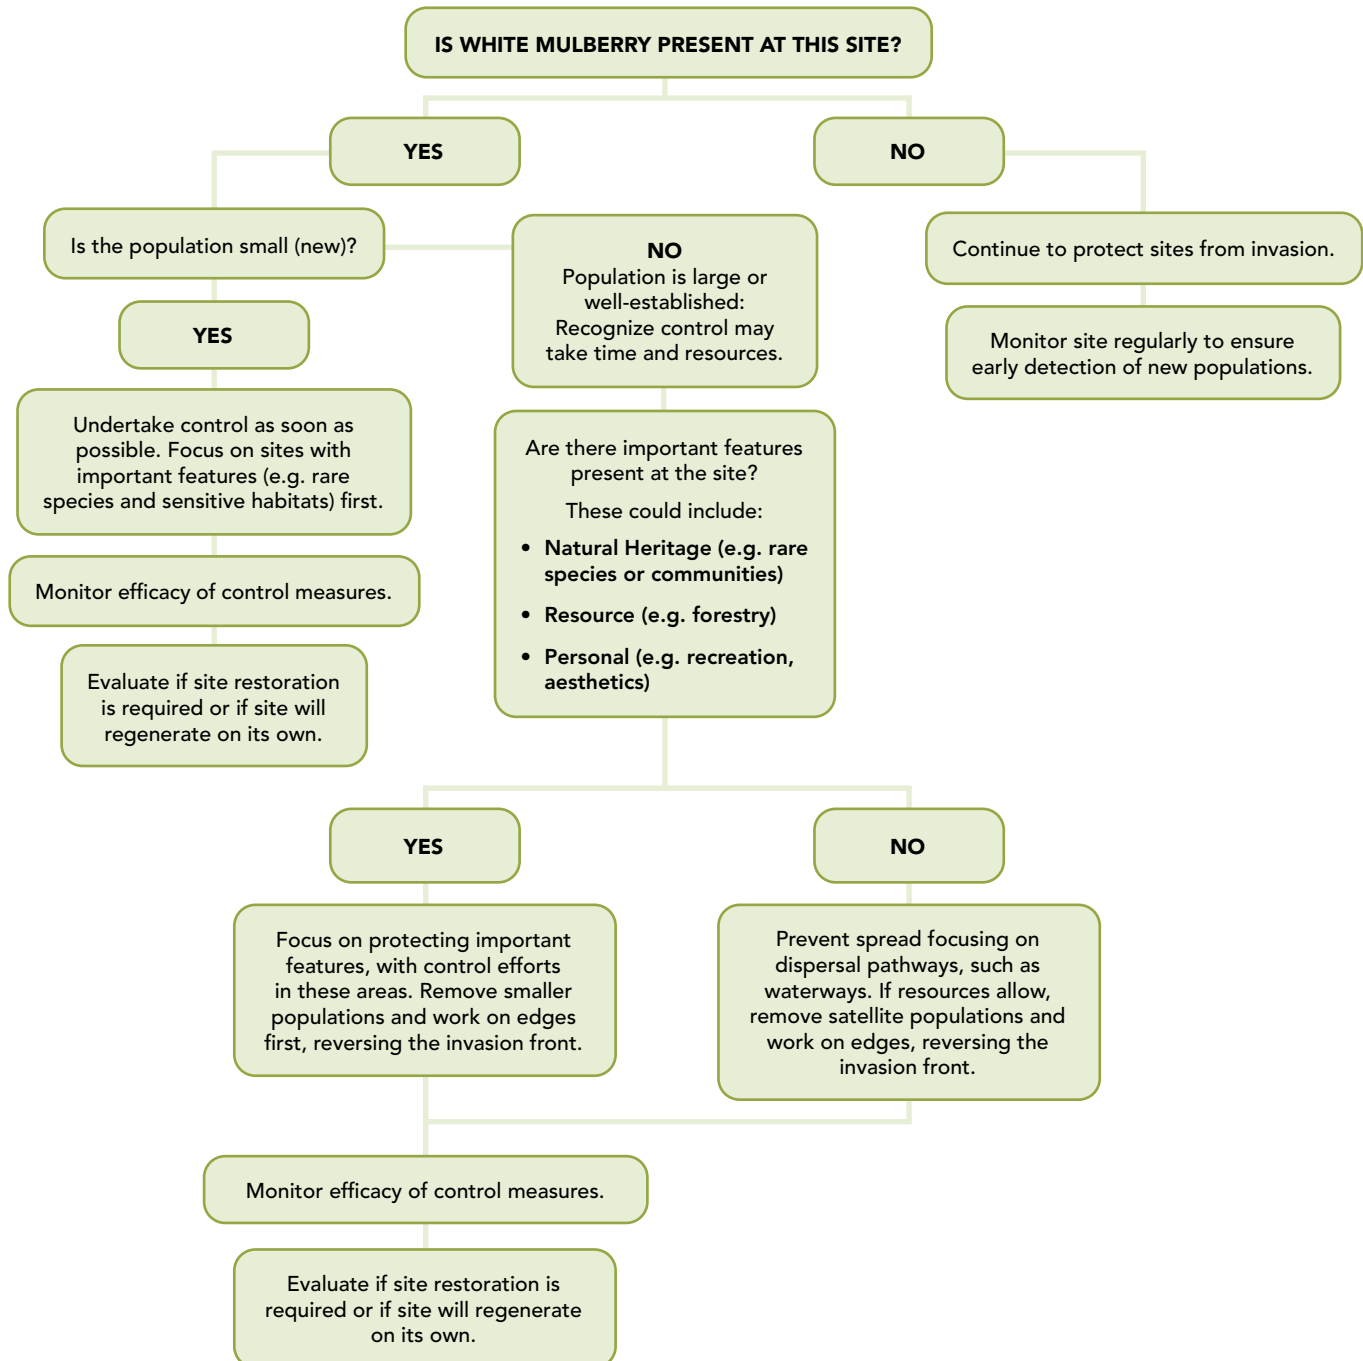 IS WHITE MULBERRY PRESENT AT THIS SITE?
YES
NO
Is the population small (new)?
NO
Population is large or
well-established:
Recognize control may
take time and resources.
Continue to protect sites from invasion.
YES
Monitor site regularly to ensure
early detection of new populations.
Undertake control as soon as
possible. Focus on sites with
important features (e.g. rare
species and sensitive habitats) first.
Are there important features
present at the site?
These could include:
• Natural Heritage (e.g. rare
species or communities)
• Resource (e.g. forestry)
• Personal (e.g. recreation,
aesthetics)
Monitor efficacy of control measures.
Evaluate if site restoration
is required or if site will
regenerate on its own.
YES
NO
Focus on protecting important
features, with control efforts
in these areas. Remove smaller
populations and work on edges
first, reversing the invasion front.
Prevent spread focusing on
dispersal pathways, such as
waterways. If resources allow,
remove satellite populations and
work on edges, reversing the
invasion front.
Monitor efficacy of control measures.
Evaluate if site restoration is
required or if site will regenerate
on its own.